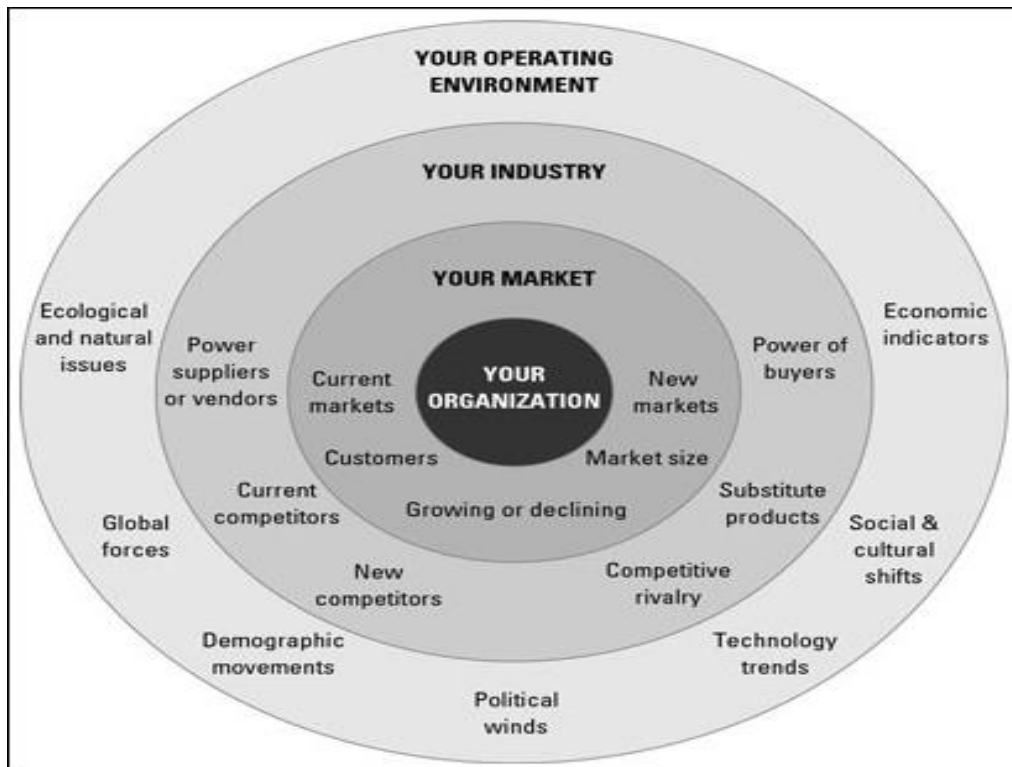 YOUR OPERATING
ENVIRONMENT
YOUR INDUSTRY
YOUR MARKET
YOUR
ORGANIZATION
Current
markets
New
markets
Customers
Market size
Growing or declining
Power
suppliers
or vendors
Power of
buyers
Current
competitors
Substitute
products
New
competitors
Competitive
rivalry
Ecological
and natural
issues
Economic
indicators
Global
forces
Social &
cultural
shifts
Demographic
movements
Technology
trends
Political
winds